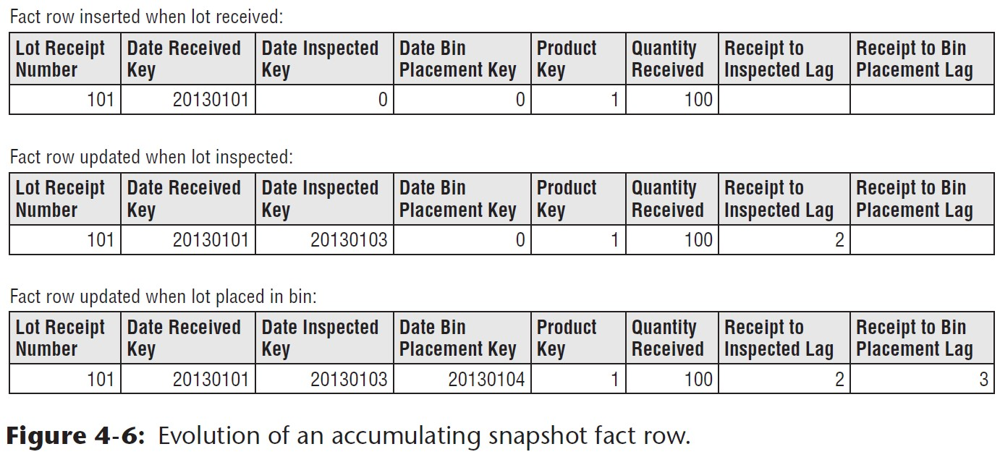 Fact row inserted when lot received:
Lot Receipt Number | Date Received Key | Date Inspected Key | Date Bin Placement Key | Product Key | Quantity Received | Receipt to Inspected Lag | Receipt to Bin Placement Lag
101 | 20130101 | 0 | 0 | 1 | 100 | |
Fact row updated when lot inspected:
Lot Receipt Number | Date Received Key | Date Inspected Key | Date Bin Placement Key | Product Key | Quantity Received | Receipt to Inspected Lag | Receipt to Bin Placement Lag
101 | 20130101 | 20130103 | 0 | 1 | 100 | 2 |
Fact row updated when lot placed in bin:
Lot Receipt Number | Date Received Key | Date Inspected Key | Date Bin Placement Key | Product Key | Quantity Received | Receipt to Inspected Lag | Receipt to Bin Placement Lag
101 | 20130101 | 20130103 | 20130104 | 1 | 100 | 2 | 3
Figure 4-6: Evolution of an accumulating snapshot fact row.